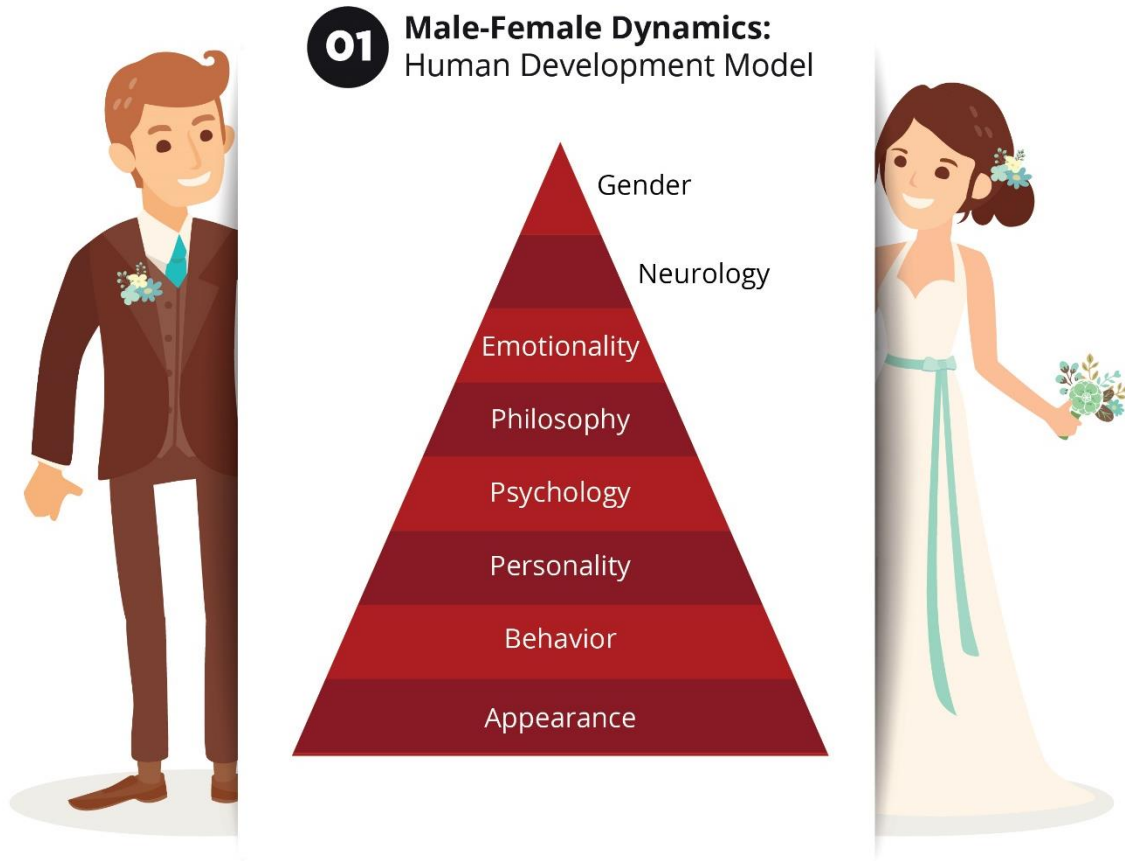 01
Male-Female Dynamics:
Human Development Model
Gender
Neurology
Emotionality
Philosophy
Psychology
Personality
Behavior
Appearance